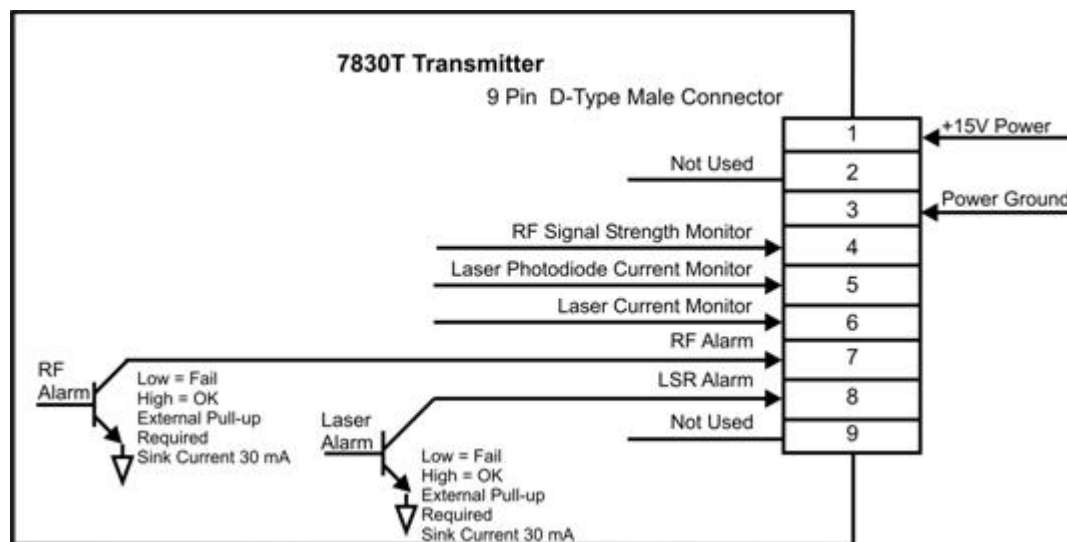 7830T Transmitter
9 Pin D-Type Male Connector
1
+15V Power
Not Used
2
3
Power Ground
RF Signal Strength Monitor
4
Laser Photodiode Current Monitor
5
Laser Current Monitor
6
RF Alarm
7
LSR Alarm
8
Not Used
9
RF
Alarm
Low = Fail
High = OK
External Pull-up
Required
Sink Current 30 mA
Laser
Alarm
Low = Fail
High = OK
External Pull-up
Required
Sink Current 30 mA